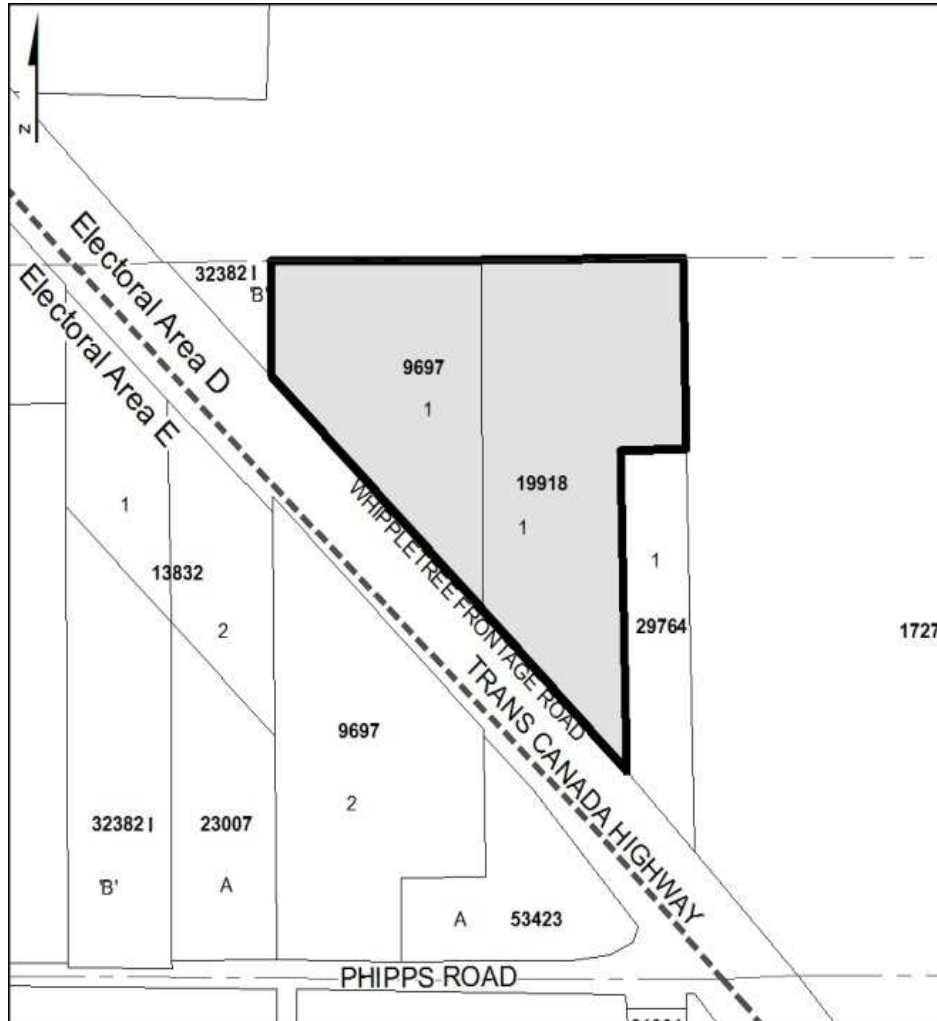 N
Electoral Area D
Electoral Area E
32382 I
'B'
9697
1
19918
1
WHIPPLETREE FRONTAGE ROAD
TRANS CANADA HIGHWAY
1
29764
1727
1
13832
2
9697
2
32382 I
'B'
23007
A
A 53423
PHIPPS ROAD